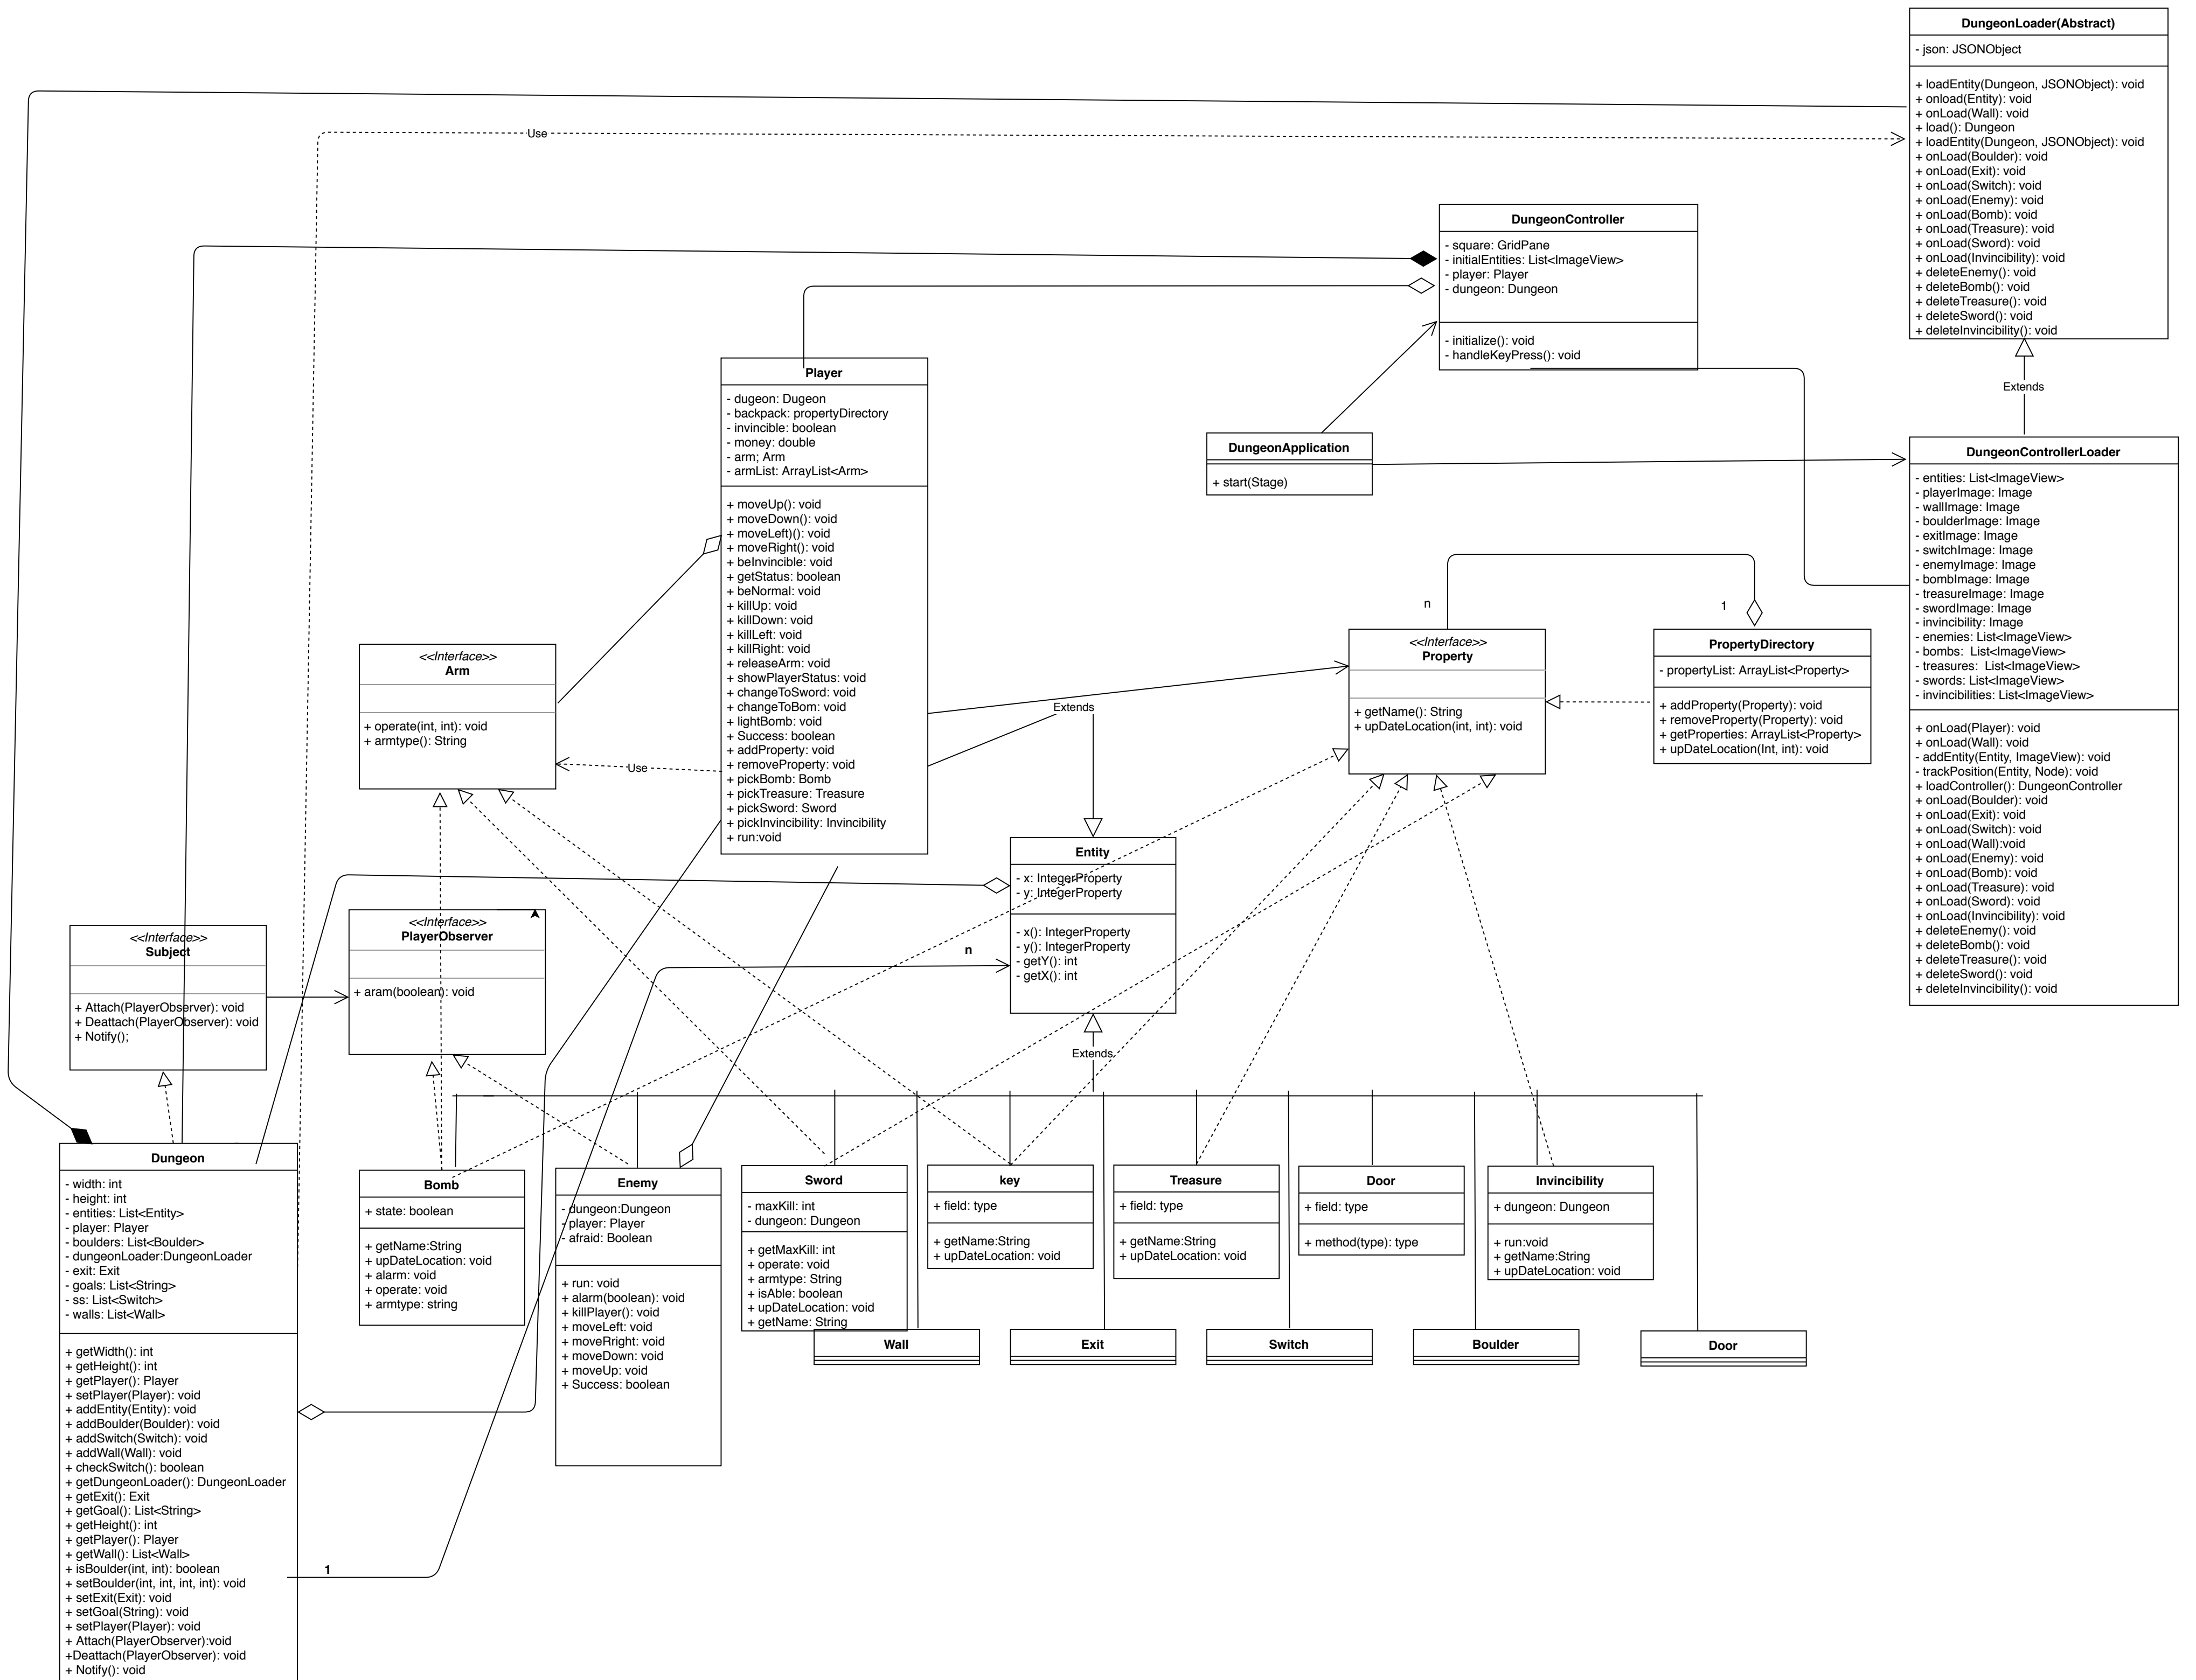 DungeonLoader(Abstract)
- json: JSONObject
+ loadEntity(Dungeon, JSONObject): void
+ onload(Entity): void
+ onLoad(Wall): void
+ load(): Dungeon
+ loadEntity(Dungeon, JSONObject): void
+ onLoad(Boulder): void
+ onLoad(Exit): void
+ onLoad(Switch): void
+ onLoad(Enemy): void
+ onLoad(Bomb): void
+ onLoad(Treasure): void
+ onLoad(Sword): void
+ onLoad(Invincibility): void
+ deleteEnemy(): void
+ deleteBomb(): void
+ deleteTreasure(): void
+ deleteSword(): void
+ deleteInvincibility(): void
Use
DungeonController
- square: GridPane
- initialEntities: List<ImageView>
- player: Player
- dungeon: Dungeon
- initialize(): void
- handleKeyPress(): void
Extends
Player
- dugeon: Dugeon
- backpack: propertyDirectory
- invincible: boolean
- money: double
- arm; Arm
- armList: ArrayList<Arm>
+ moveUp(): void
+ moveDown(): void
+ moveLeft)(): void
+ moveRight(): void
+ beInvincible: void
+ getStatus: boolean
+ beNormal: void
+ killUp: void
+ killDown: void
+ killLeft: void
+ killRight: void
+ releaseArm: void
+ showPlayerStatus: void
+ changeToSword: void
+ changeToBom: void
+ lightBomb: void
+ Success: boolean
+ addProperty: void
+ removeProperty: void
+ pickBomb: Bomb
+ pickTreasure: Treasure
+ pickSword: Sword
+ pickInvincibility: Invincibility
+ run:void
DungeonApplication
+ start(Stage)
DungeonControllerLoader
- entities: List<ImageView>
- playerImage: Image
- wallImage: Image
- boulderImage: Image
- exitImage: Image
- switchImage: Image
- enemyImage: Image
- bombImage: Image
- treasureImage: Image
- swordImage: Image
- invincibility: Image
- enemies: List<ImageView>
- bombs:  List<ImageView>
- treasures:  List<ImageView>
- swords: List<ImageView>
- invincibilities: List<ImageView>
+ onLoad(Player): void
+ onLoad(Wall): void
- addEntity(Entity, ImageView): void
- trackPosition(Entity, Node): void
+ loadController(): DungeonController
+ onLoad(Boulder): void
+ onLoad(Exit): void
+ onLoad(Switch): void
+ onLoad(Wall):void
+ onLoad(Enemy): void
+ onLoad(Bomb): void
+ onLoad(Treasure): void
+ onLoad(Sword): void
+ onLoad(Invincibility): void
+ deleteEnemy(): void
+ deleteBomb(): void
+ deleteTreasure(): void
+ deleteSword(): void
+ deleteInvincibility(): void
n
1
<<Interface>>
Arm
+ operate(int, int): void
+ armtype(): String
Use
<<Interface>>
Property
+ getName(): String
+ upDateLocation(int, int): void
PropertyDirectory
- propertyList: ArrayList<Property>
+ addProperty(Property): void
+ removeProperty(Property): void
+ getProperties: ArrayList<Property>
+ upDateLocation(Int, int): void
Extends
Entity
- x: IntegerProperty
- y: IntegerProperty
- x(): IntegerProperty
- y(): IntegerProperty
- getY(): int
- getX(): int
n
<<Interface>>
Subject
+ Attach(PlayerObserver): void
+ Deattach(PlayerObserver): void
+ Notify();
<<Interface>>
PlayerObserver
+ aram(boolean): void
Extends
Dungeon
- width: int
- height: int
- entities: List<Entity>
- player: Player
- boulders: List<Boulder>
- dungeonLoader:DungeonLoader
- exit: Exit
- goals: List<String>
- ss: List<Switch>
- walls: List<Wall>
+ getWidth(): int
+ getHeight(): int
+ getPlayer(): Player
+ setPlayer(Player): void
+ addEntity(Entity): void
+ addBoulder(Boulder): void
+ addSwitch(Switch): void
+ addWall(Wall): void
+ checkSwitch(): boolean
+ getDungeonLoader(): DungeonLoader
+ getExit(): Exit
+ getGoal(): List<String>
+ getHeight(): int
+ getPlayer(): Player
+ getWall(): List<Wall>
+ isBoulder(int, int): boolean
+ setBoulder(int, int, int, int): void
+ setExit(Exit): void
+ setGoal(String): void
+ setPlayer(Player): void
+ Attach(PlayerObserver):void
+Deattach(PlayerObserver): void
+ Notify(): void
1
Bomb
+ state: boolean
+ getName:String
+ upDateLocation: void
+ alarm: void
+ operate: void
+ armtype: string
Enemy
- dungeon:Dungeon
- player: Player
- afraid: Boolean
+ run: void
+ alarm(boolean): void
+ killPlayer(): void
+ moveLeft: void
+ moveRright: void
+ moveDown: void
+ moveUp: void
+ Success: boolean
Sword
- maxKill: int
- dungeon: Dungeon
+ getMaxKill: int
+ operate: void
+ armtype: String
+ isAble: boolean
+ upDateLocation: void
+ getName: String
key
+ field: type
+ getName:String
+ upDateLocation: void
Treasure
+ field: type
+ getName:String
+ upDateLocation: void
Door
+ field: type
+ method(type): type
Invincibility
+ dungeon: Dungeon
+ run:void
+ getName:String
+ upDateLocation: void
Wall
Exit
Switch
Boulder
Door